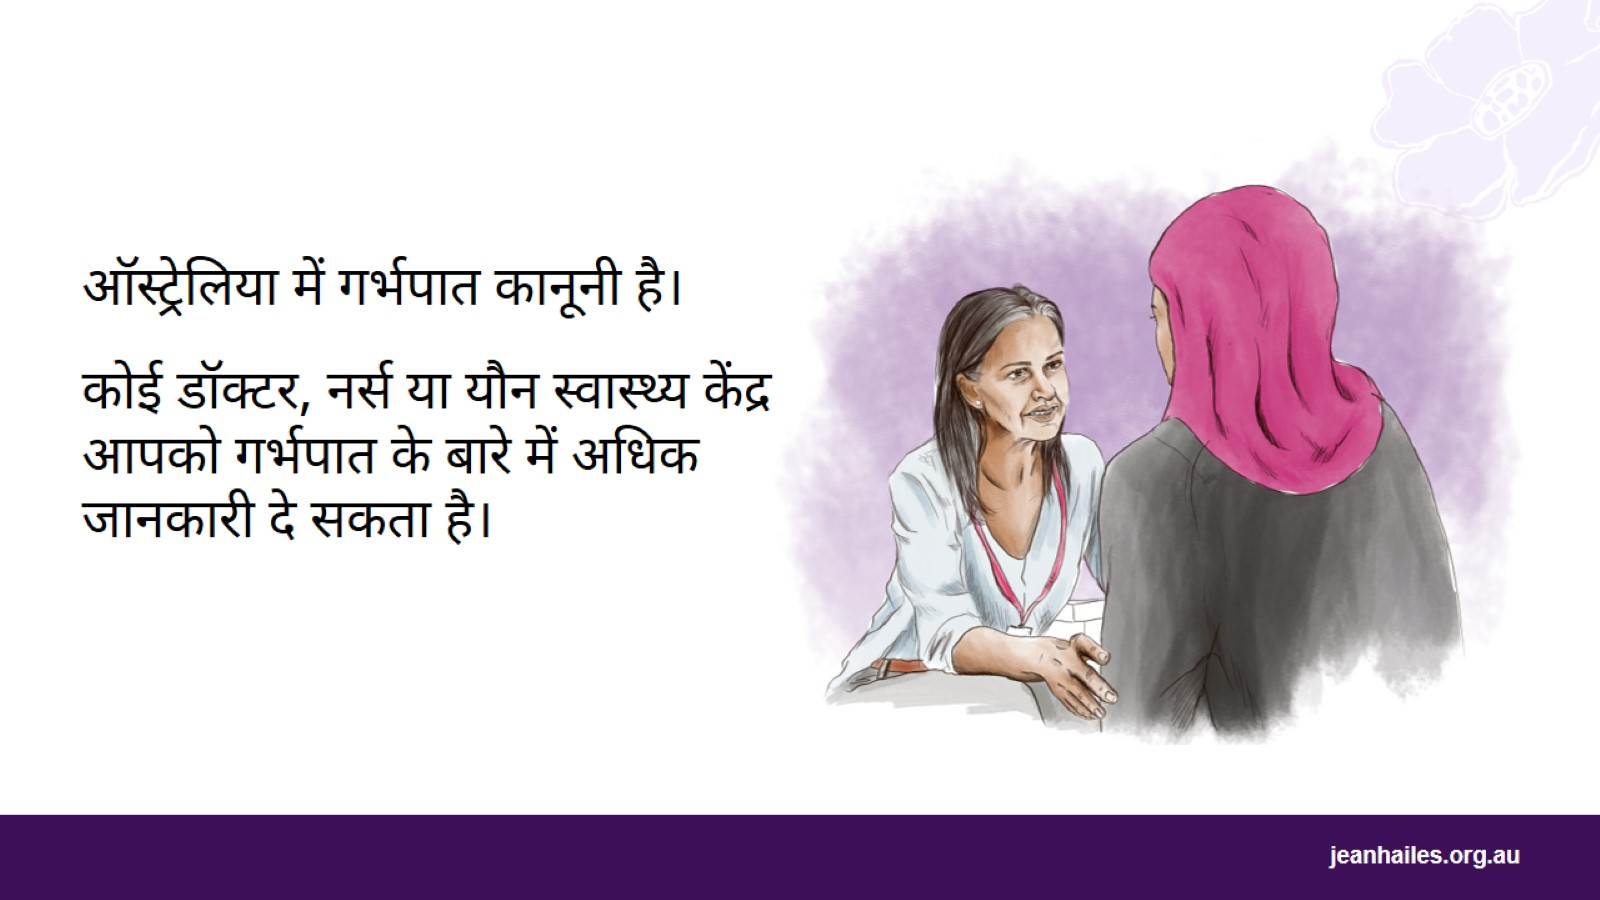 ऑस्ट्रेलिया में गर्भपात कानूनी है।
कोई डॉक्टर, नर्स या यौन स्वास्थ्य केंद्र
आपको गर्भपात के बारे में अधिक
जानकारी दे सकता है।
jeanhailes.org.au